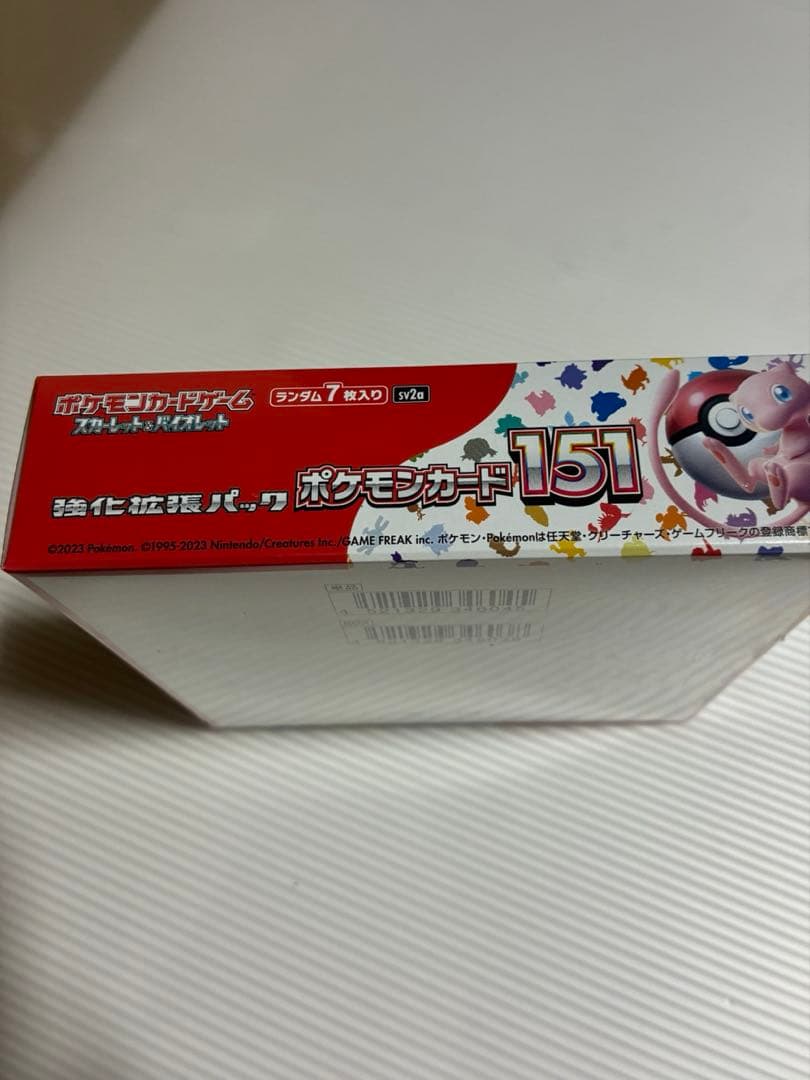 ポケモンカードゲーム
スカーレット&バイオレット
ランダム7枚入り
sv2a
強化拡張パック
ポケモンカード151
©2023 Pokémon. ©1995-2023 Nintendo/Creatures Inc./GAME FREAK inc. ポケモン・Pokémonは任天堂・クリーチャーズ・ゲームフリークの登録商標
単品